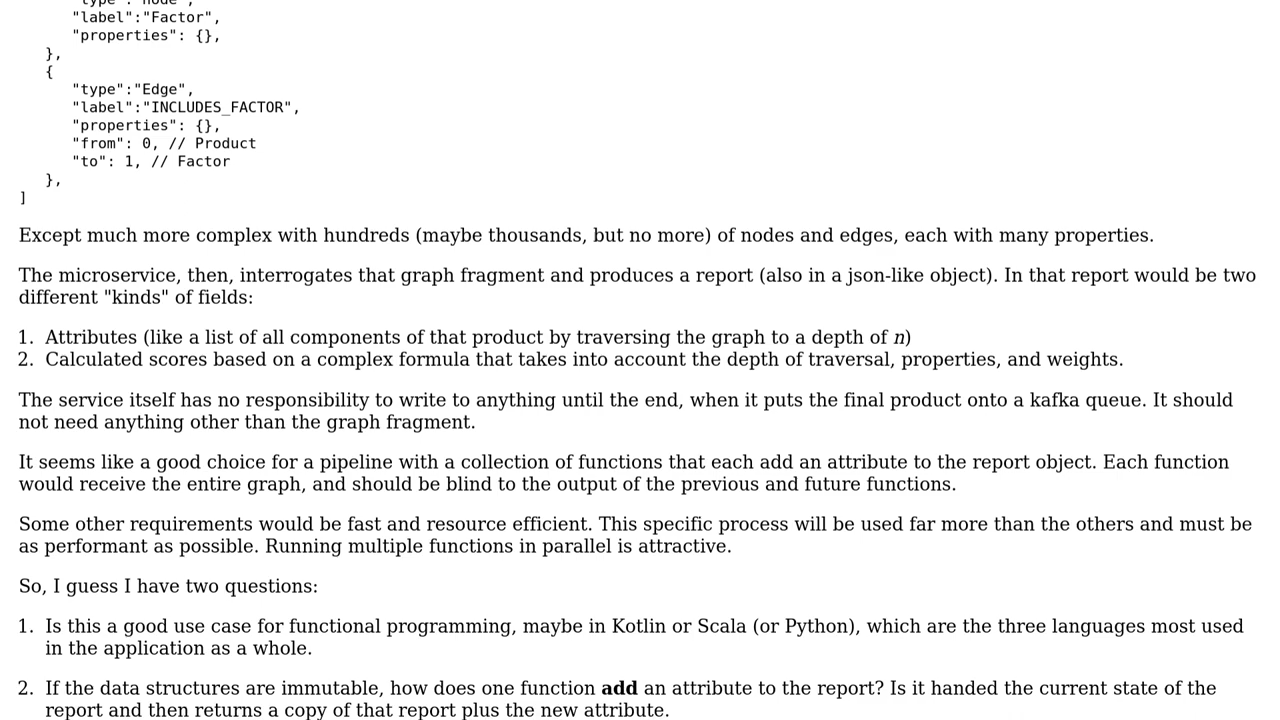 "type":"Node",
"label":"Factor",
"properties": {},
},
{
"type":"Edge",
"label":"INCLUDES_FACTOR",
"properties": {},
"from": 0, // Product
"to": 1, // Factor
},
]
Except much more complex with hundreds (maybe thousands, but no more) of nodes and edges, each with many properties.
The microservice, then, interrogates that graph fragment and produces a report (also in a json-like object). In that report would be two
different "kinds" of fields:
1. Attributes (like a list of all components of that product by traversing the graph to a depth of n)
2. Calculated scores based on a complex formula that takes into account the depth of traversal, properties, and weights.
The service itself has no responsibility to write to anything until the end, when it puts the final product onto a kafka queue. It should
not need anything other than the graph fragment.
It seems like a good choice for a pipeline with a collection of functions that each add an attribute to the report object. Each function
would receive the entire graph, and should be blind to the output of the previous and future functions.
Some other requirements would be fast and resource efficient. This specific process will be used far more than the others and must be
as performant as possible. Running multiple functions in parallel is attractive.
So, I guess I have two questions:
1. Is this a good use case for functional programming, maybe in Kotlin or Scala (or Python), which are the three languages most used
in the application as a whole.
2. If the data structures are immutable, how does one function add an attribute to the report? Is it handed the current state of the
report and then returns a copy of that report plus the new attribute.